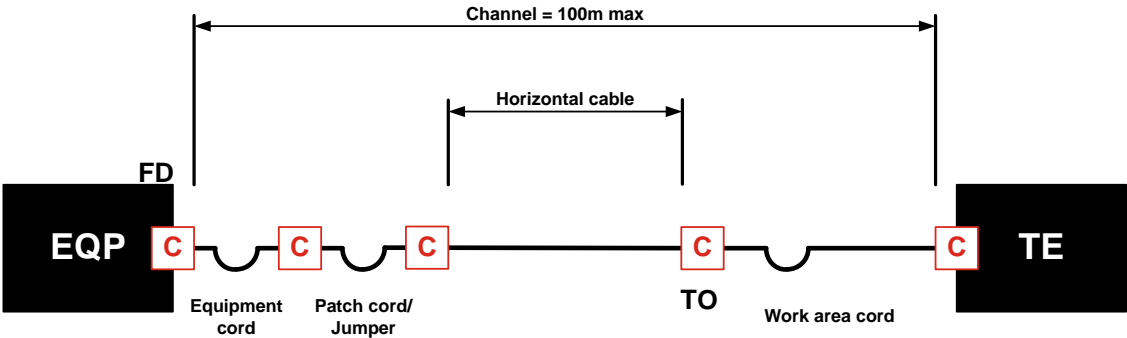 Channel = 100m max
Horizontal cable
FD
EQP
C
C
C
C
C
TE
TO
Equipment
cord
Patch cord/
Jumper
Work area cord